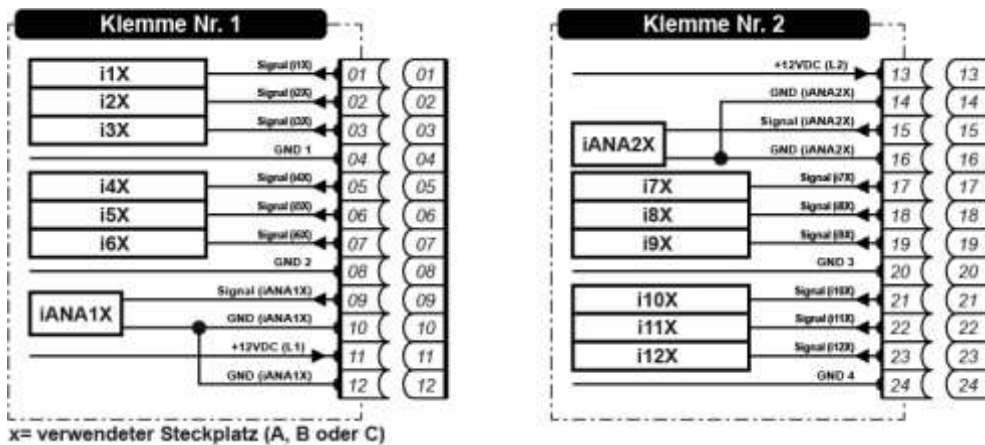 Klemme Nr. 1
i1X Signal (i1X) 01 01
i2X Signal (i2X) 02 02
i3X Signal (i3X) 03 03
GND 1 04 04
i4X Signal (i4X) 05 05
i5X Signal (i5X) 06 06
i6X Signal (i6X) 07 07
GND 2 08 08
iANA1X Signal (iANA1X) 09 09
GND (iANA1X) 10 10
+12VDC (L1) 11 11
GND (iANA1X) 12 12
x= verwendeter Steckplatz (A, B oder C)
Klemme Nr. 2
+12VDC (L2) 13 13
GND (iANA2X) 14 14
iANA2X Signal (iANA2X) 15 15
GND (iANA2X) 16 16
i7X Signal (i7X) 17 17
i8X Signal (i8X) 18 18
i9X Signal (i9X) 19 19
GND 3 20 20
i10X Signal (i10X) 21 21
i11X Signal (i11X) 22 22
i12X Signal (i12X) 23 23
GND 4 24 24